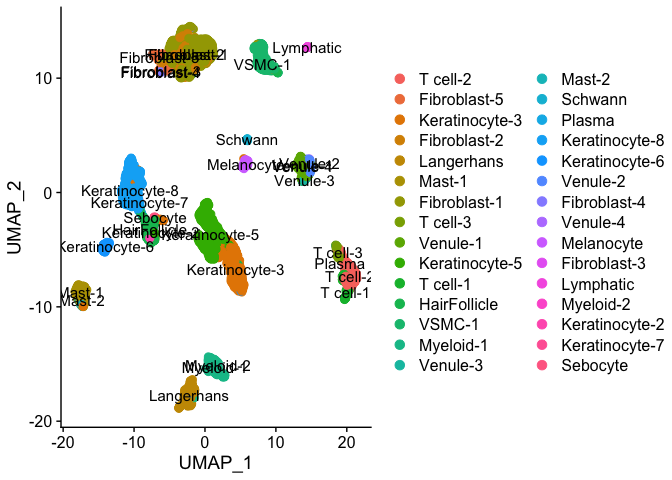 Fibroblast-2
Fibroblast-1
Lymphatic
VSMC-1
Schwann
Melanocyte
Venule-2
Venule-3
Keratinocyte-8
Keratinocyte-7
Sebocyte
HairFollicle
Keratinocyte-2
Keratinocyte-5
Keratinocyte-6
Keratinocyte-3
T cell-3
Plasma
T cell-2
T cell-1
Mast-1
Mast-2
Myeloid-2
Myeloid-1
Langerhans
10
0
-10
-20
UMAP_2
-20 -10 0 10 20
UMAP_1
T cell-2
Fibroblast-5
Keratinocyte-3
Fibroblast-2
Langerhans
Mast-1
Fibroblast-1
T cell-3
Venule-1
Keratinocyte-5
T cell-1
HairFollicle
VSMC-1
Myeloid-1
Venule-3
Mast-2
Schwann
Plasma
Keratinocyte-8
Keratinocyte-6
Venule-2
Fibroblast-4
Venule-4
Melanocyte
Fibroblast-3
Lymphatic
Myeloid-2
Keratinocyte-2
Keratinocyte-7
Sebocyte